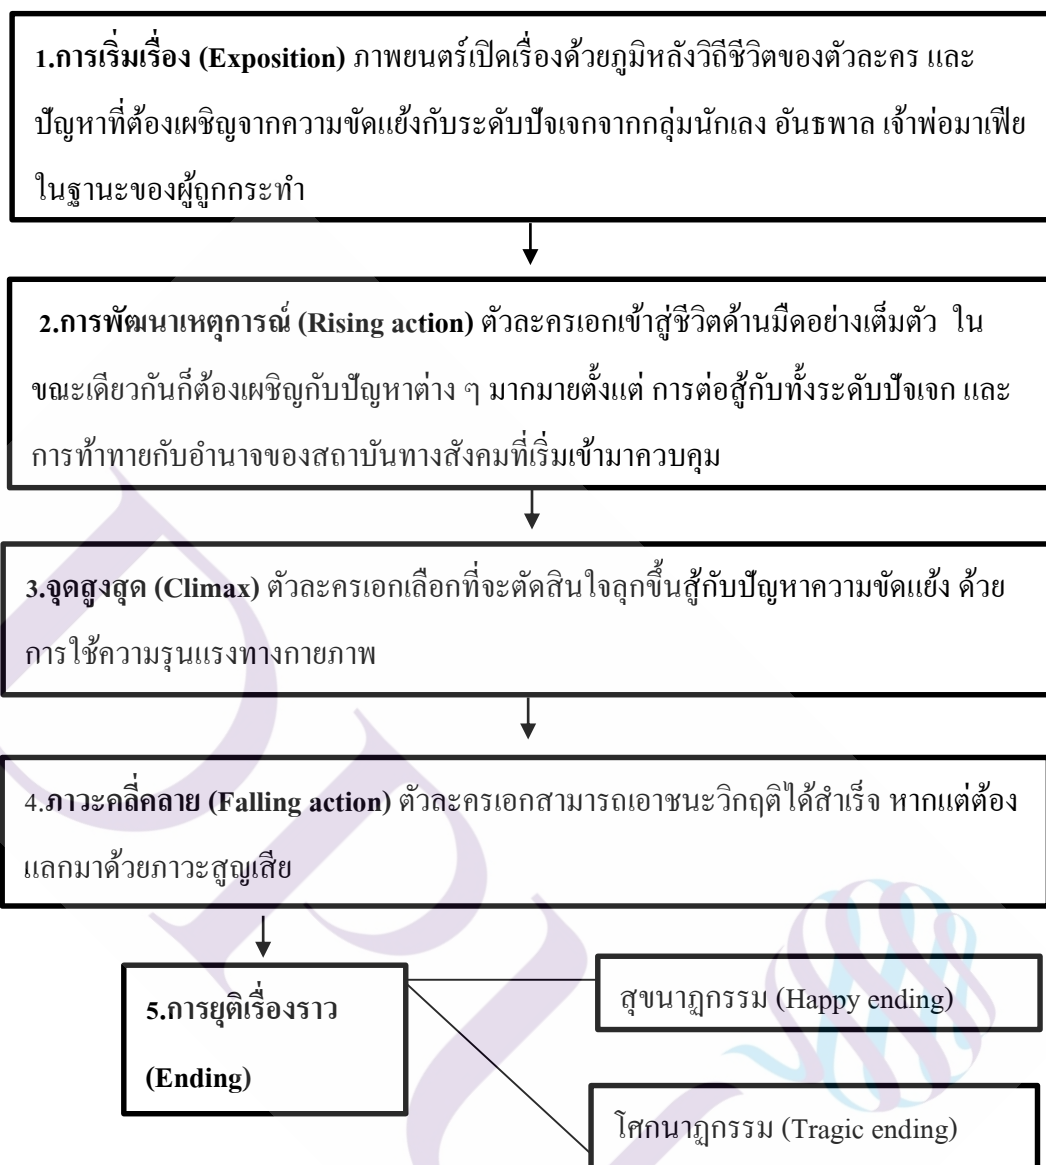 1.การเริ่มเรื่อง (Exposition) ภาพยนตร์เปิดเรื่องด้วยภูมิหลังวิถีชีวิตของตัวละคร และ
ปัญหาที่ต้องเผชิญจากความขัดแย้งกับระดับปัจเจกจากกลุ่มนักเลง อันธพาล เจ้าพ่อมาเฟีย
ในฐานะของผู้ถูกกระทำ
2.การพัฒนาเหตุการณ์ (Rising action) ตัวละครเอกเข้าสู่ชีวิตด้านมืดอย่างเต็มตัว ใน
ขณะเดียวกันก็ต้องเผชิญกับปัญหาต่าง ๆ มากมายตั้งแต่ การต่อสู้กับทั้งระดับปัจเจก และ
การท้าทายกับอำนาจของสถาบันทางสังคมที่เริ่มเข้ามาควบคุม
3.จุดสูงสุด (Climax) ตัวละครเอกเลือกที่จะตัดสินใจลุกขึ้นสู้กับปัญหาความขัดแย้ง ด้วย
การใช้ความรุนแรงทางกายภาพ
4.ภาวะคลี่คลาย (Falling action) ตัวละครเอกสามารถเอาชนะวิกฤติได้สำเร็จ หากแต่ต้อง
แลกมาด้วยภาวะสูญเสีย
5.การยุติเรื่องราว
(Ending)
สุขนาฏกรรม (Happy ending)
โศกนาฏกรรม (Tragic ending)